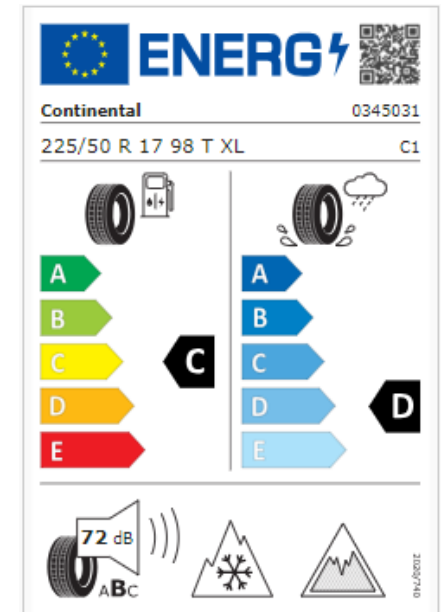 ENERG
Continental 0345031
225/50 R 17 98 T XL C1
A A
B B
C C C
D D D
E E
72 dB
ABC
2020/740